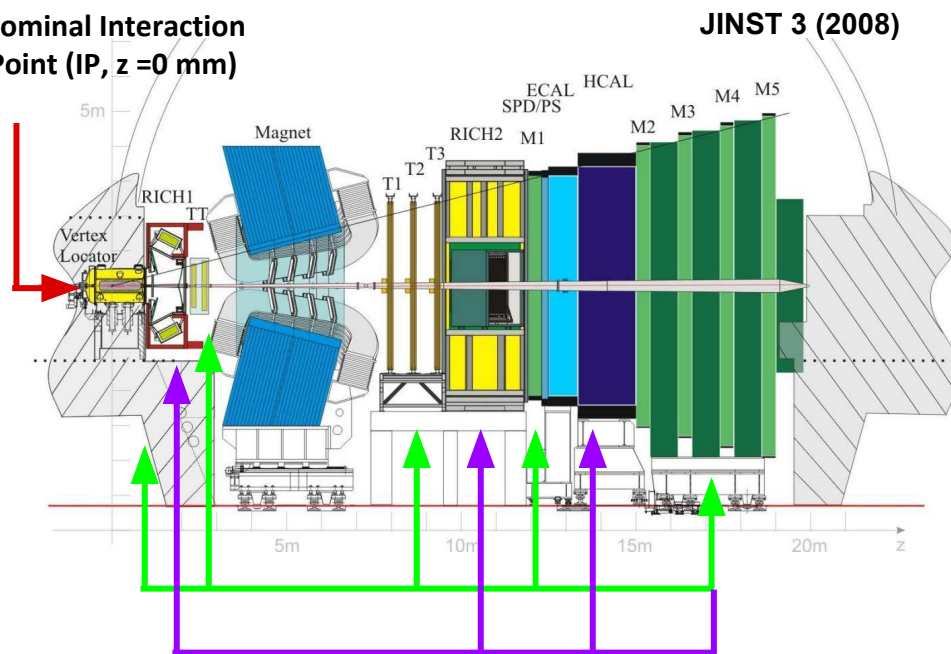 ominal Interaction
Point (IP, z =0 mm)
JINST 3 (2008)
5m
Vertex
Locator
RICH1
TT
Magnet
T1
T2
T3
RICH2
M1
SPD/PS
ECAL
HCAL
M2
M3
M4
M5
5m
10m
15m
20m
z